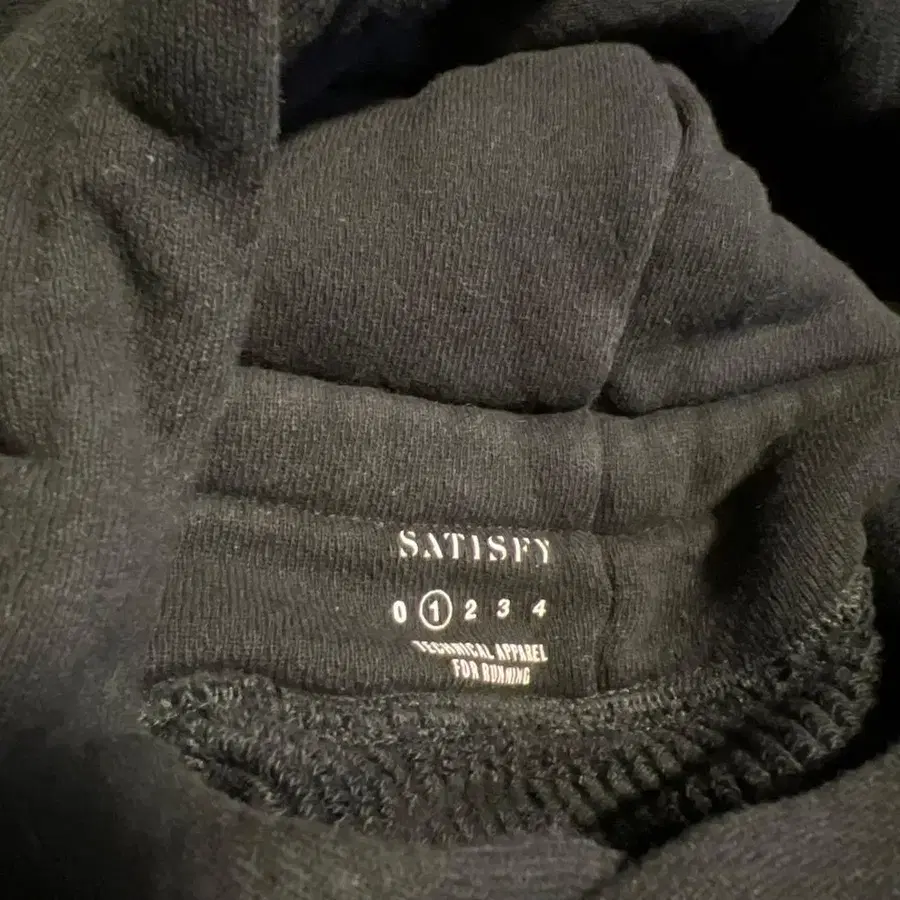 SATISFY
0 1 2 3 4
TECHNICAL APPAREL
FOR RUNNING